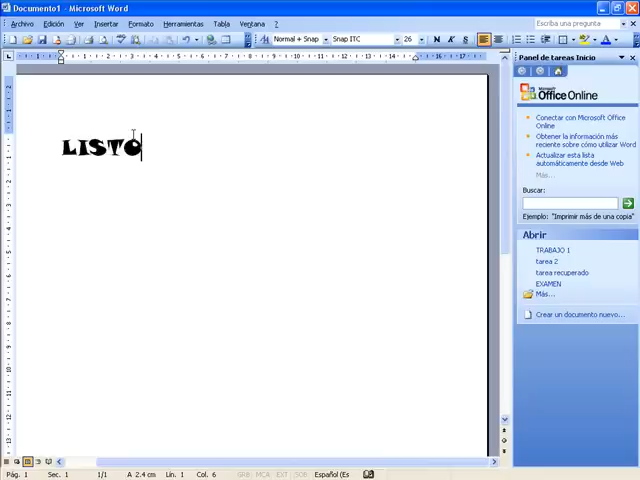 Documento1 - Microsoft Word
Archivo Edición Ver Insertar Formato Herramientas Tabla Ventana ?
Escriba una pregunta
Normal + Snap Snap ITC 26 N K S
LISTO
Panel de tareas Inicio
Microsoft
Office Online
Conectar con Microsoft Office
Online
Obtener la información más
reciente sobre cómo utilizar Word
Actualizar esta lista
automáticamente desde Web
Más...
Buscar:
Ejemplo: "Imprimir más de una copia"
Abrir
TRABAJO 1
tarea 2
tarea recuperado
EXAMEN
Más...
Crear un documento nuevo...
Pág. 1 Sec. 1 1/1 A 2.4 cm Lín. 1 Col. 6 GRB MCA EXT SOB Español (Es